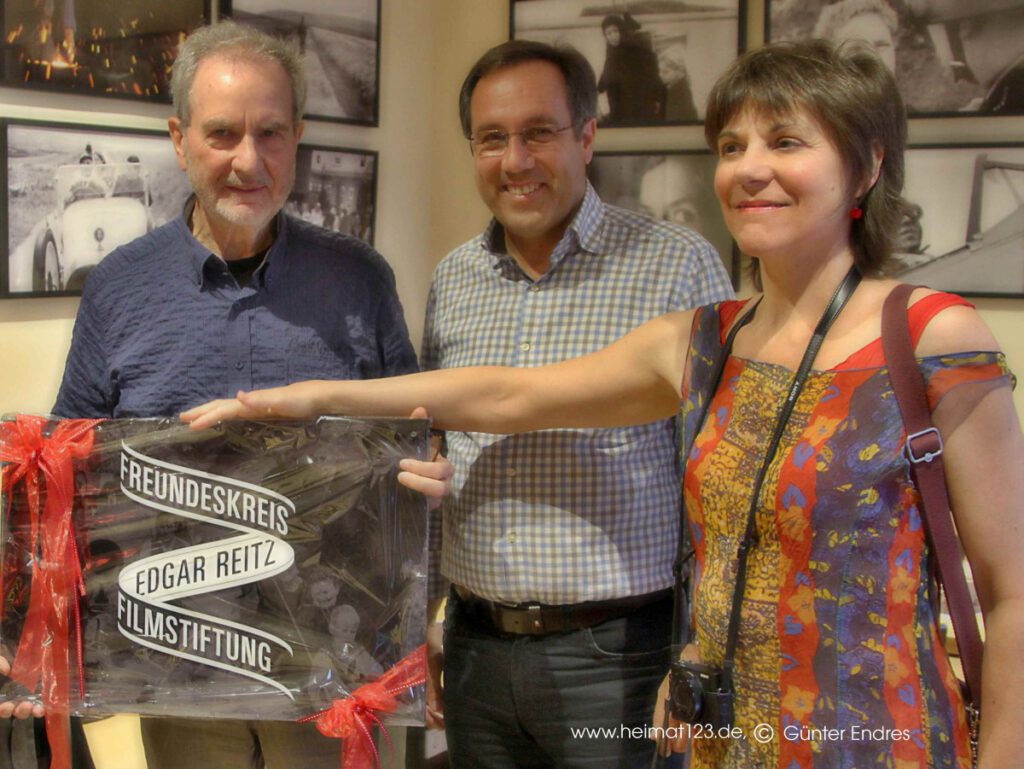 FREUNDESKREIS
EDGAR REITZ
FILMSTIFTUNG
www.heimat123.de, © Günter Endres